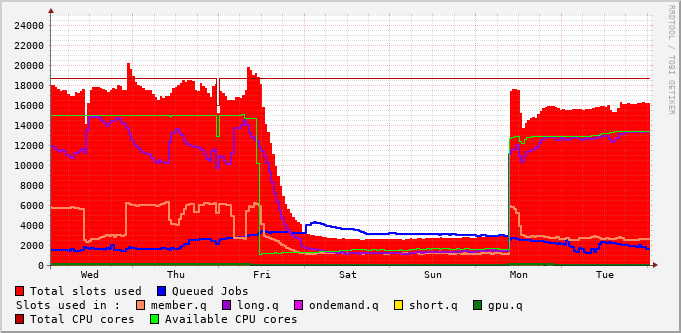 RRDTOOL / TOBI OETIKER
24000
22000
20000
18000
16000
14000
12000
10000
8000
6000
4000
2000
0
Wed Thu Fri Sat Sun Mon Tue
Total slots used Queued Jobs
Slots used in : member.q long.q ondemand.q short.q gpu.q
Total CPU cores Available CPU cores